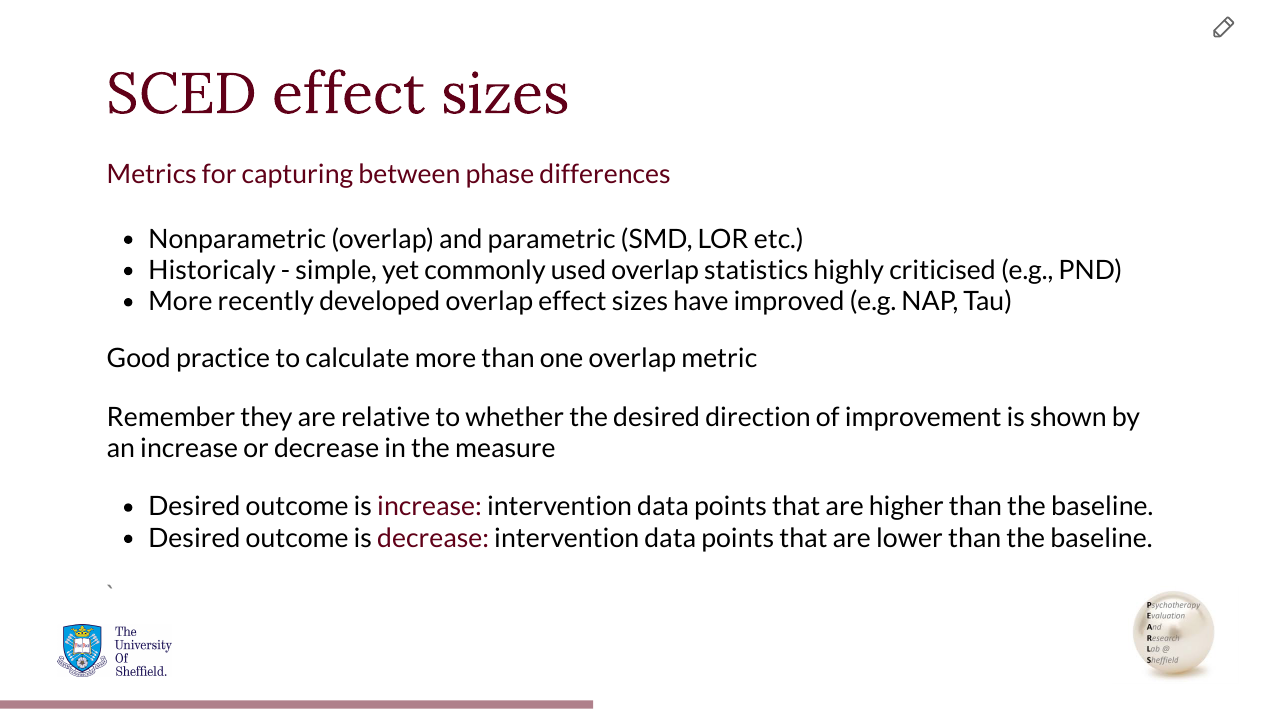 SCED effect sizes
Metrics for capturing between phase differences
• Nonparametric (overlap) and parametric (SMD, LOR etc.)
• Historicaly - simple, yet commonly used overlap statistics highly criticised (e.g., PND)
• More recently developed overlap effect sizes have improved (e.g. NAP, Tau)
Good practice to calculate more than one overlap metric
Remember they are relative to whether the desired direction of improvement is shown by
an increase or decrease in the measure
• Desired outcome is increase: intervention data points that are higher than the baseline.
• Desired outcome is decrease: intervention data points that are lower than the baseline.
`
The
University
Of
Sheffield.
Psychotherapy
Evaluation
And
Research
Lab @
Sheffield